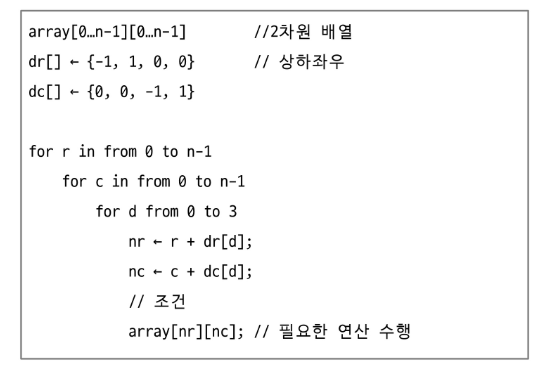 array[0…n-1][0…n-1] //2차원 배열
dr[] ← {-1, 1, 0, 0} // 상하좌우
dc[] ← {0, 0, -1, 1}
for r in from 0 to n-1
for c in from 0 to n-1
for d from 0 to 3
nr ← r + dr[d];
nc ← c + dc[d];
// 조건
array[nr][nc]; // 필요한 연산 수행